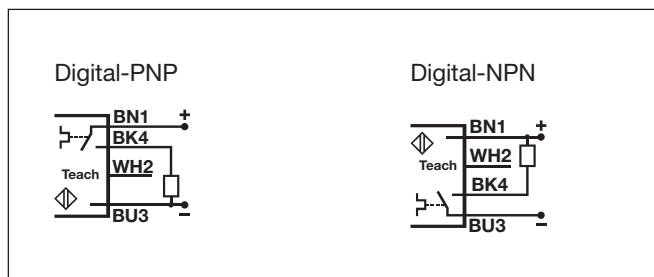 Digital-PNP
BN1 +
BK4
WH2
Teach
BU3 −
Digital-NPN
BN1 +
WH2
Teach
BK4
BU3 −